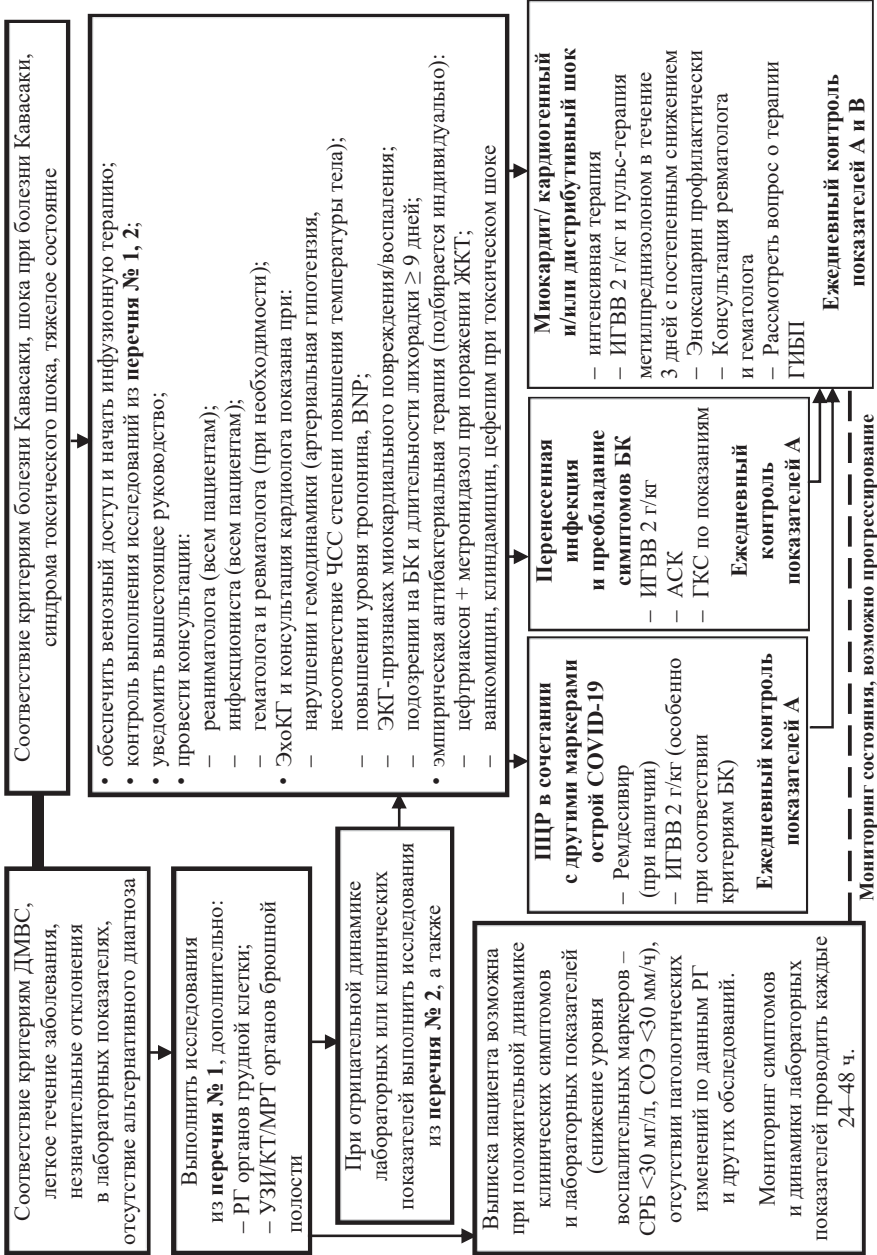 Соответствие критериям ДМВС,
легкое течение заболевания,
незначительные отклонения
в лабораторных показателях,
отсутствие альтернативного диагноза
Соответствие критериям болезни Кавасаки, шока при болезни Кавасаки,
синдрома токсического шока, тяжелое состояние
Выполнить исследования
из перечня № 1, дополнительно:
– РГ органов грудной клетки;
– УЗИ/КТ/МРТ органов брюшной
полости
При отрицательной динамике
лабораторных или клинических
показателей выполнить исследования
из перечня № 2, а также
• обеспечить венозный доступ и начать инфузионную терапию;
• контроль выполнения исследований из перечня № 1, 2;
• уведомить вышестоящее руководство;
• провести консультации:
– реаниматолога (всем пациентам);
– инфекциониста (всем пациентам);
– гематолога и ревматолога (при необходимости);
• ЭхоКГ и консультация кардиолога показана при:
– нарушении гемодинамики (артериальная гипотензия,
несоответствие ЧСС степени повышения температуры тела);
– повышении уровня тропонина, BNP;
– ЭКГ-признаках миокардиального повреждения/воспаления;
– подозрении на БК и длительности лихорадки ≥ 9 дней;
• эмпирическая антибактериальная терапия (подбирается индивидуально):
– цефтриаксон + метронидазол при поражении ЖКТ;
– ванкомицин, клиндамицин, цефепим при токсическом шоке
Выписка пациента возможна
при положительной динамике
клинических симптомов
и лабораторных показателей
(снижение уровня
воспалительных маркеров –
СРБ <30 мг/л, СОЭ <30 мм/ч),
отсутствии патологических
изменений по данным РГ
и других обследований.
Мониторинг симптомов
и динамики лабораторных
показателей проводить каждые
24–48 ч.
ПЦР в сочетании
с другими маркерами
острой COVID-19
– Ремдесивир
(при наличии)
– ИГВВ 2 г/кг (особенно
при соответствии
критериям БК)
Ежедневный контроль
показателей А
Перенесенная
инфекция
и преобладание
симптомов БК
– ИГВВ 2 г/кг
– АСК
– ГКС по показаниям
Ежедневный
контроль
показателей А
Миокардит/ кардиогенный
и/или дистрибутивный шок
– интенсивная терапия
– ИГВВ 2 г/кг и пульс-терапия
метилпреднизолоном в течение
3 дней с постепенным снижением
– Эноксапарин профилактически
– Консультация ревматолога
и гематолога
– Рассмотреть вопрос о терапии
ГИБП
Ежедневный контроль
показателей А и В
Мониторинг состояния, возможно прогрессирование